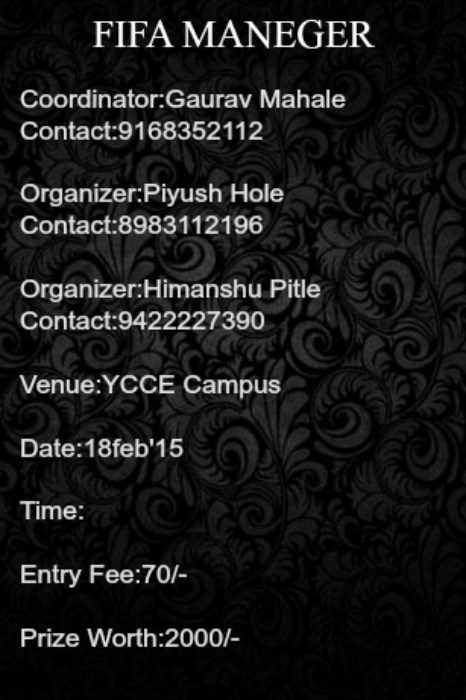 FIFA MANEGER
Coordinator:Gaurav Mahale
Contact:9168352112
Organizer:Piyush Hole
Contact:8983112196
Organizer:Himanshu Pitle
Contact:9422227390
Venue:YCCE Campus
Date:18feb'15
Time:
Entry Fee:70/-
Prize Worth:2000/-